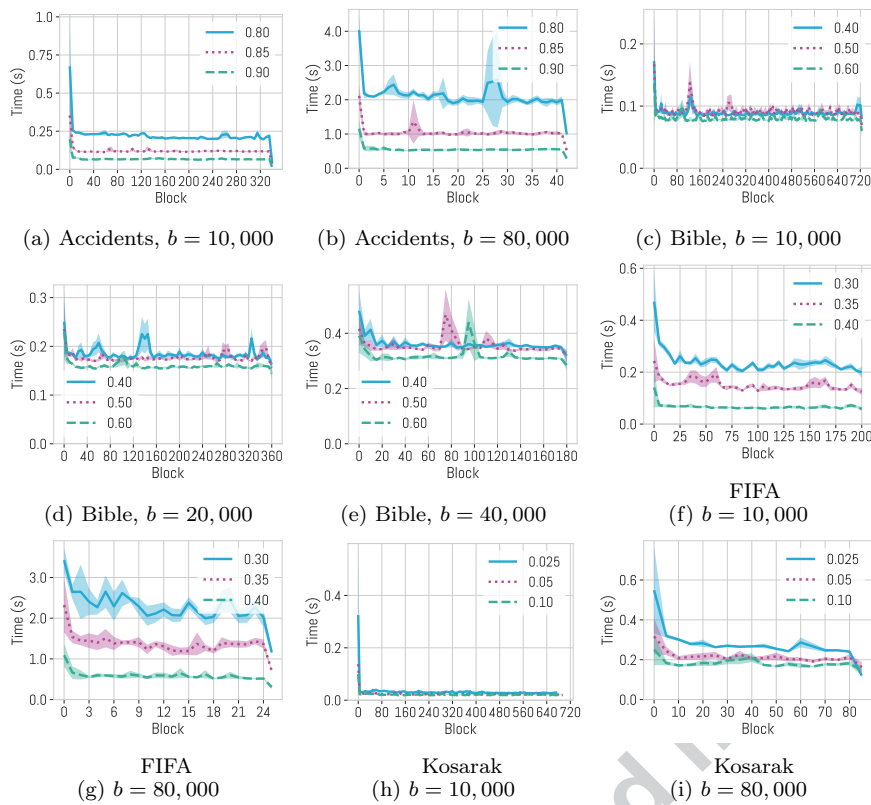 1.0
0.75
0.50
0.25
0.0
Time (s)
0 40 80 120 160 200 240 280 320
Block
0.80
0.85
0.90
(a) Accidents, b = 10,000
4.0
3.0
2.0
1.0
0.0
Time (s)
0 5 10 15 20 25 30 35 40
Block
0.80
0.85
0.90
(b) Accidents, b = 80,000
0.2
0.1
0.0
Time (s)
0 80 160 240 320 400 480 560 640 720
Block
0.40
0.50
0.60
(c) Bible, b = 10,000
0.3
0.2
0.1
0.0
Time (s)
0 40 80 120 160 200 240 280 320 360
Block
0.40
0.50
0.60
(d) Bible, b = 20,000
0.4
0.2
0.0
Time (s)
0 20 40 60 80 100 120 140 160 180
Block
0.40
0.50
0.60
(e) Bible, b = 40,000
0.6
0.4
0.2
0.0
Time (s)
0 25 50 75 100 125 150 175 200
Block
0.30
0.35
0.40
FIFA
(f) b = 10,000
3.0
2.0
1.0
0.0
Time (s)
0 3 6 9 12 15 18 21 24
Block
0.30
0.35
0.40
FIFA
(g) b = 80,000
0.4
0.2
0.0
Time (s)
0 80 160 240 320 400 480 560 640 720
Block
0.025
0.05
0.10
Kosarak
(h) b = 10,000
0.6
0.4
0.2
0.0
Time (s)
0 10 20 30 40 50 60 70 80
Block
0.025
0.05
0.10
Kosarak
(i) b = 80,000